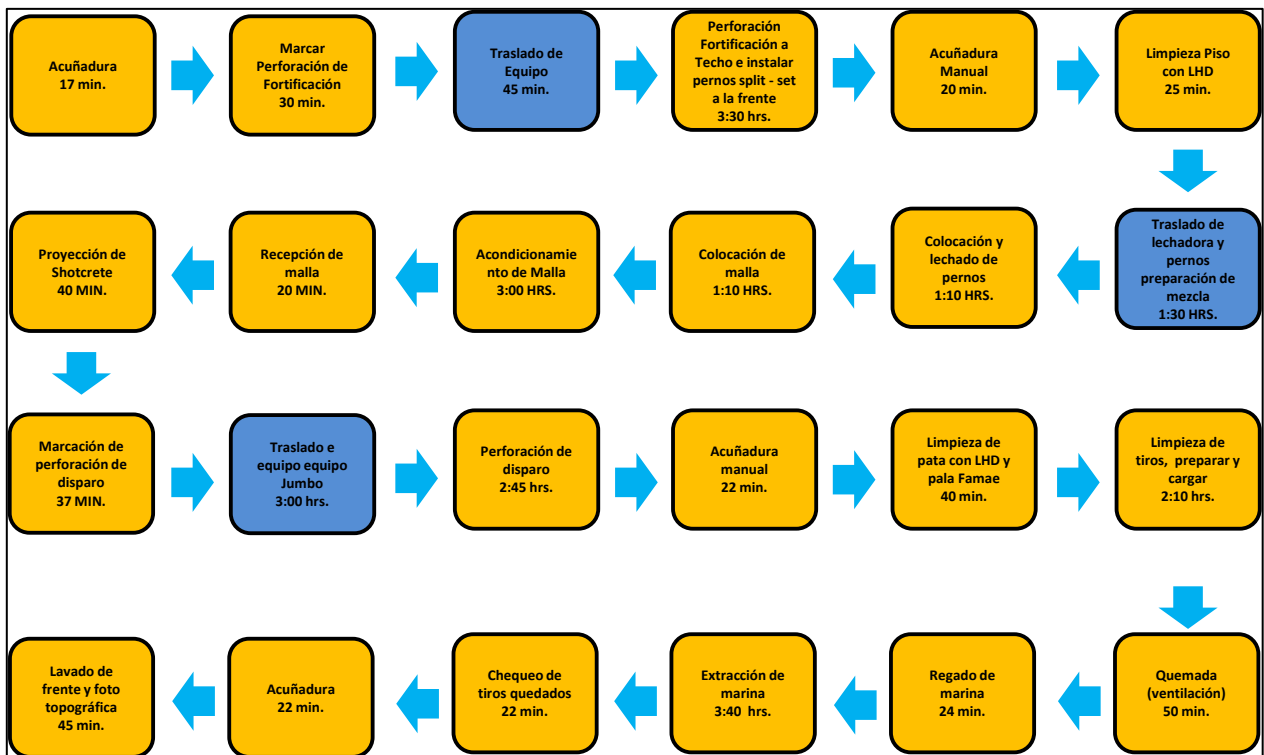 Acuñadura
17 min.
Marcar
Perforación de
Fortificación
30 min.
Traslado de
Equipo
45 min.
Perforación
Fortificación a
Techo e instalar
pernos split - set
a la frente
3:30 hrs.
Acuñadura
Manual
20 min.
Limpieza Piso
con LHD
25 min.
Traslado de
lechadora y
pernos
preparación de
mezcla
1:30 HRS.
Colocación y
lechado de
pernos
1:10 HRS.
Colocación de
malla
1:10 HRS.
Acondicionamie
nto de Malla
3:00 HRS.
Recepción de
malla
20 MIN.
Proyección de
Shotcrete
40 MIN.
Marcación de
perforación de
disparo
37 MIN.
Traslado e
equipo equipo
Jumbo
3:00 hrs.
Perforación de
disparo
2:45 hrs.
Acuñadura
manual
22 min.
Limpieza de
pata con LHD y
pala Famae
40 min.
Limpieza de
tiros, preparar y
cargar
2:10 hrs.
Quemada
(ventilación)
50 min.
Regado de
marina
24 min.
Extracción de
marina
3:40 hrs.
Chequeo de
tiros quedados
22 min.
Acuñadura
22 min.
Lavado de
frente y foto
topográfica
45 min.